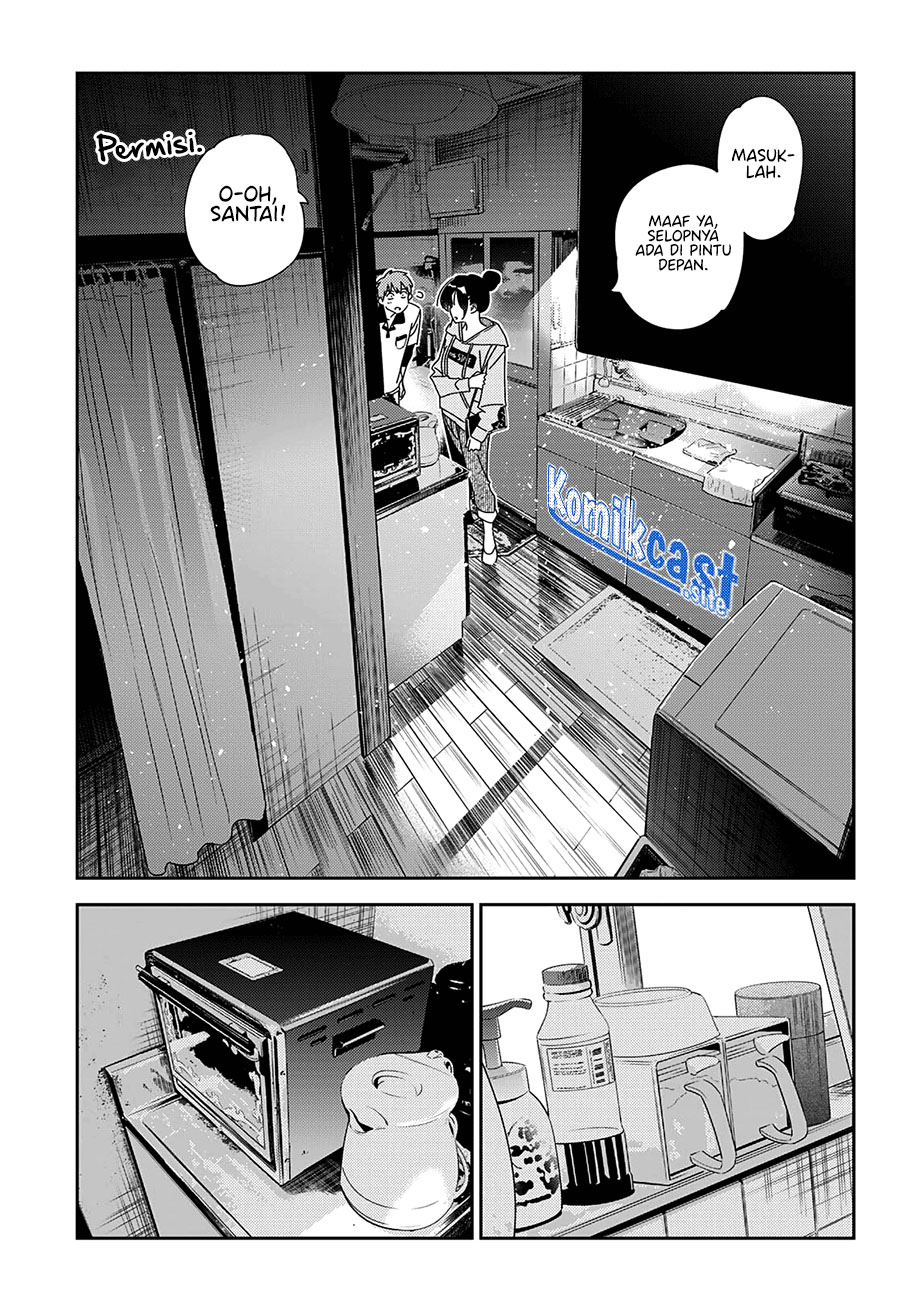 MASUK-
LAH.
MAAF YA,
SELOPNYA
ADA DI PINTU
DEPAN.
O-OH,
SANTAI!
Permisi.
Komikcast
.site